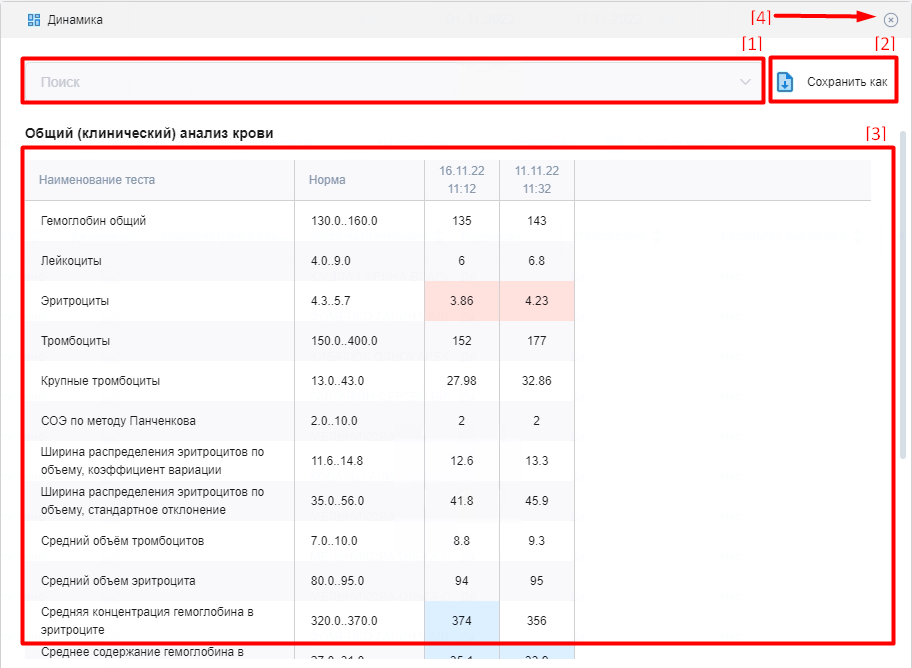 Динамика
[4]
[1]
[2]
Поиск
Сохранить как
Общий (клинический) анализ крови
[3]
Наименование теста Норма 16.11.22 11.11.22
11:12 11:32
Гемоглобин общий 130.0..160.0 135 143
Лейкоциты 4.0..9.0 6 6.8
Эритроциты 4.3..5.7 3.86 4.23
Тромбоциты 150.0..400.0 152 177
Крупные тромбоциты 13.0..43.0 27.98 32.86
СОЭ по методу Панченкова 2.0..10.0 2 2
Ширина распределения эритроцитов по
объему, коэффициент вариации 11.6..14.8 12.6 13.3
Ширина распределения эритроцитов по
объему, стандартное отклонение 35.0..56.0 41.8 45.9
Средний объём тромбоцитов 7.0..10.0 8.8 9.3
Средний объем эритроцита 80.0..95.0 94 95
Средняя концентрация гемоглобина в
эритроците 320.0..370.0 374 356
Среднее содержание гемоглобина в